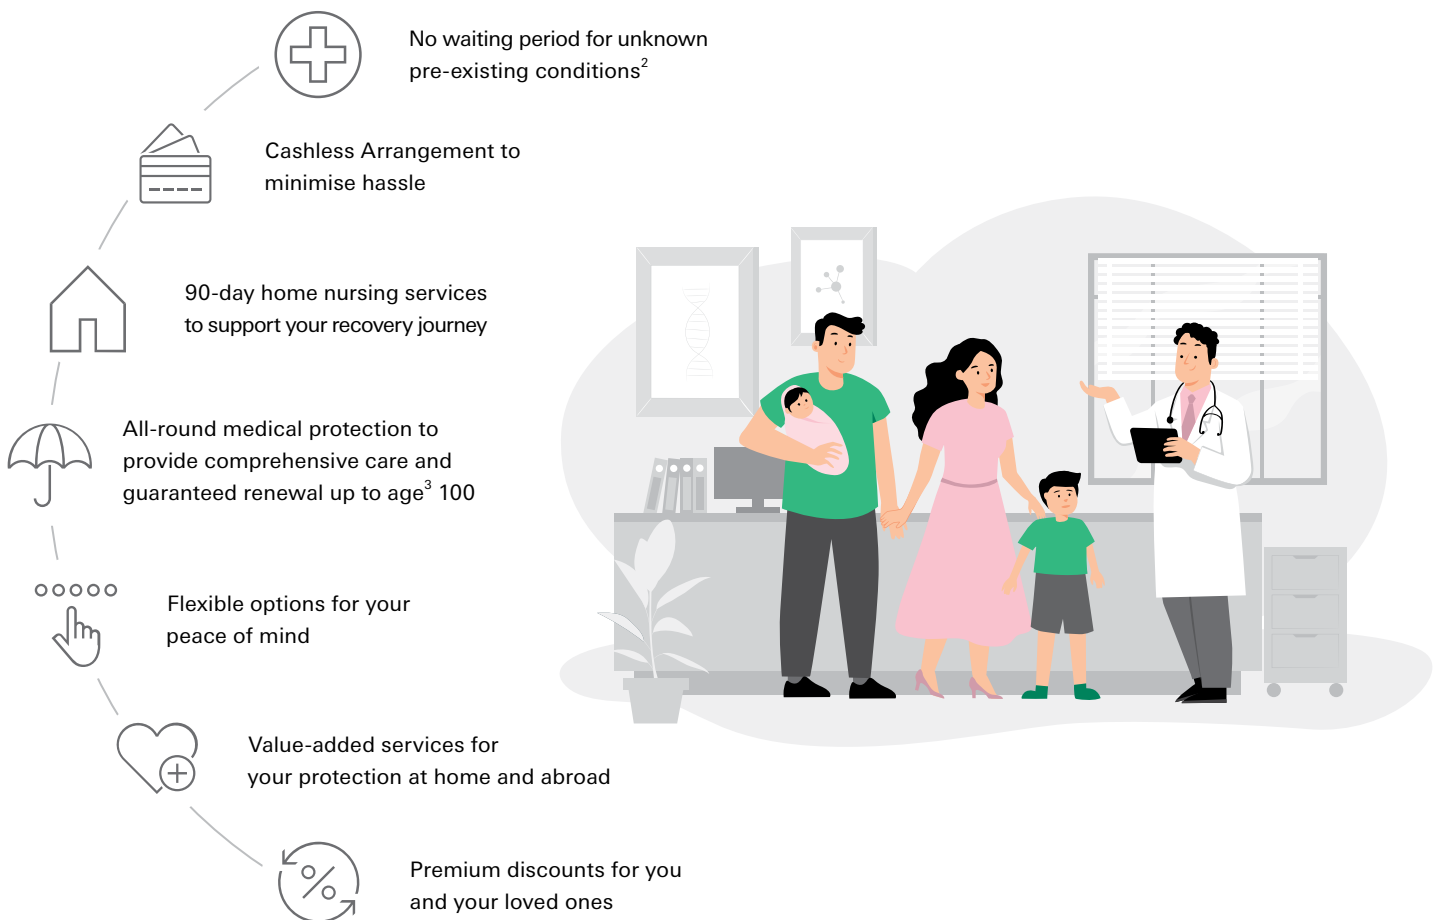 No waiting period for unknown
pre-existing conditions²
Cashless Arrangement to
minimise hassle
90-day home nursing services
to support your recovery journey
All-round medical protection to
provide comprehensive care and
guaranteed renewal up to age³ 100
Flexible options for your
peace of mind
Value-added services for
your protection at home and abroad
Premium discounts for you
and your loved ones